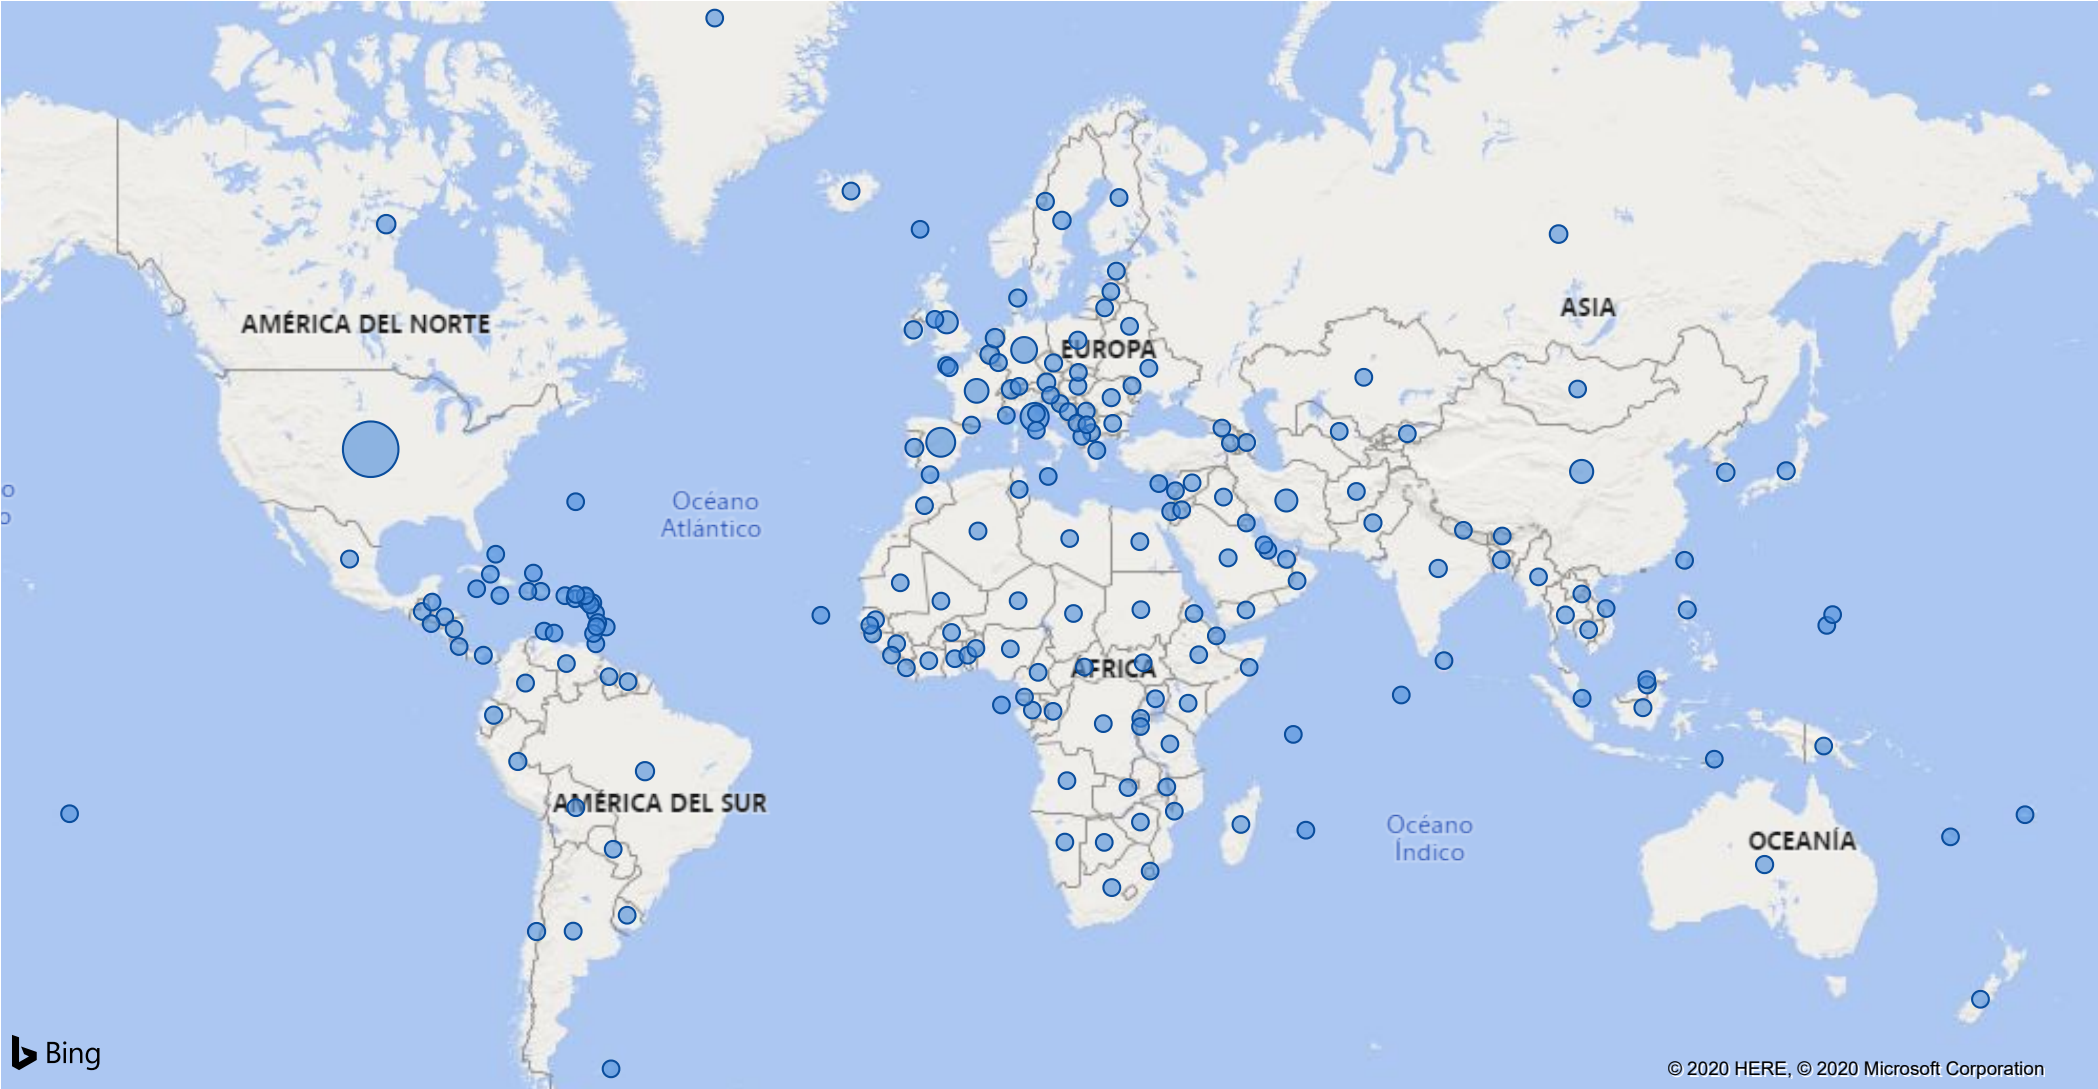 AMÉRICA DEL NORTE
ASIA
EUROPA
o
o
Océano
Atlántico
ÁFRICA
AMÉRICA DEL SUR
Océano
Índico
OCEANÍA
Bing
© 2020 HERE, © 2020 Microsoft Corporation